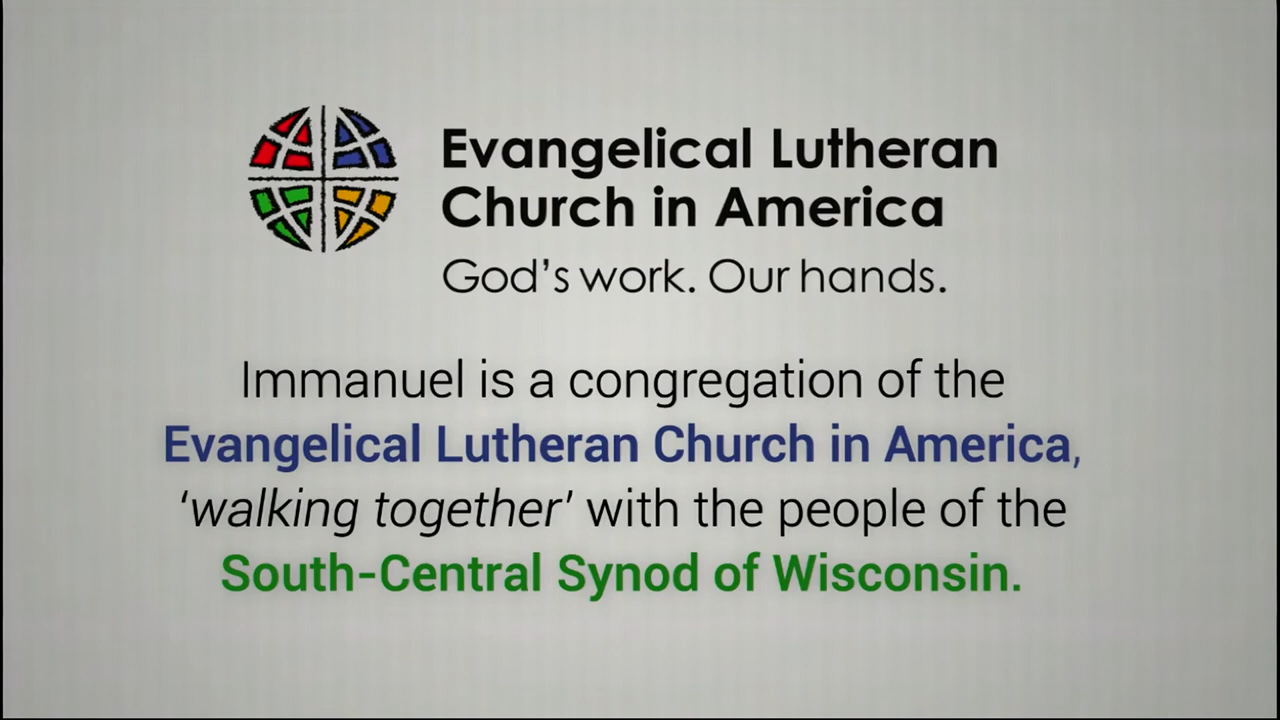 Evangelical Lutheran
Church in America
God's work. Our hands.
Immanuel is a congregation of the
Evangelical Lutheran Church in America,
‘walking together’ with the people of the
South-Central Synod of Wisconsin.